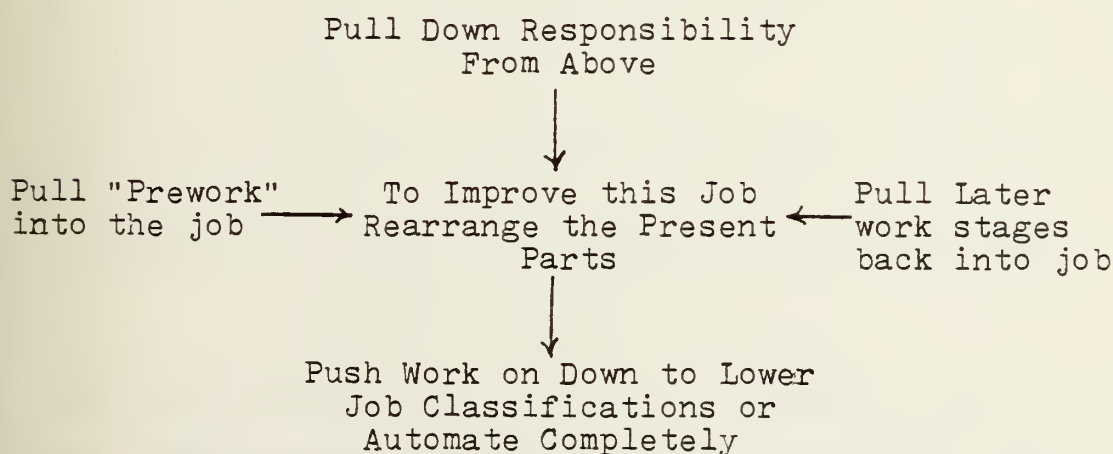 Pull Down Responsibility
From Above
Pull "Prework"
into the job
To Improve this Job
Rearrange the Present
Parts
Pull Later
work stages
back into job
Push Work on Down to Lower
Job Classifications or
Automate Completely